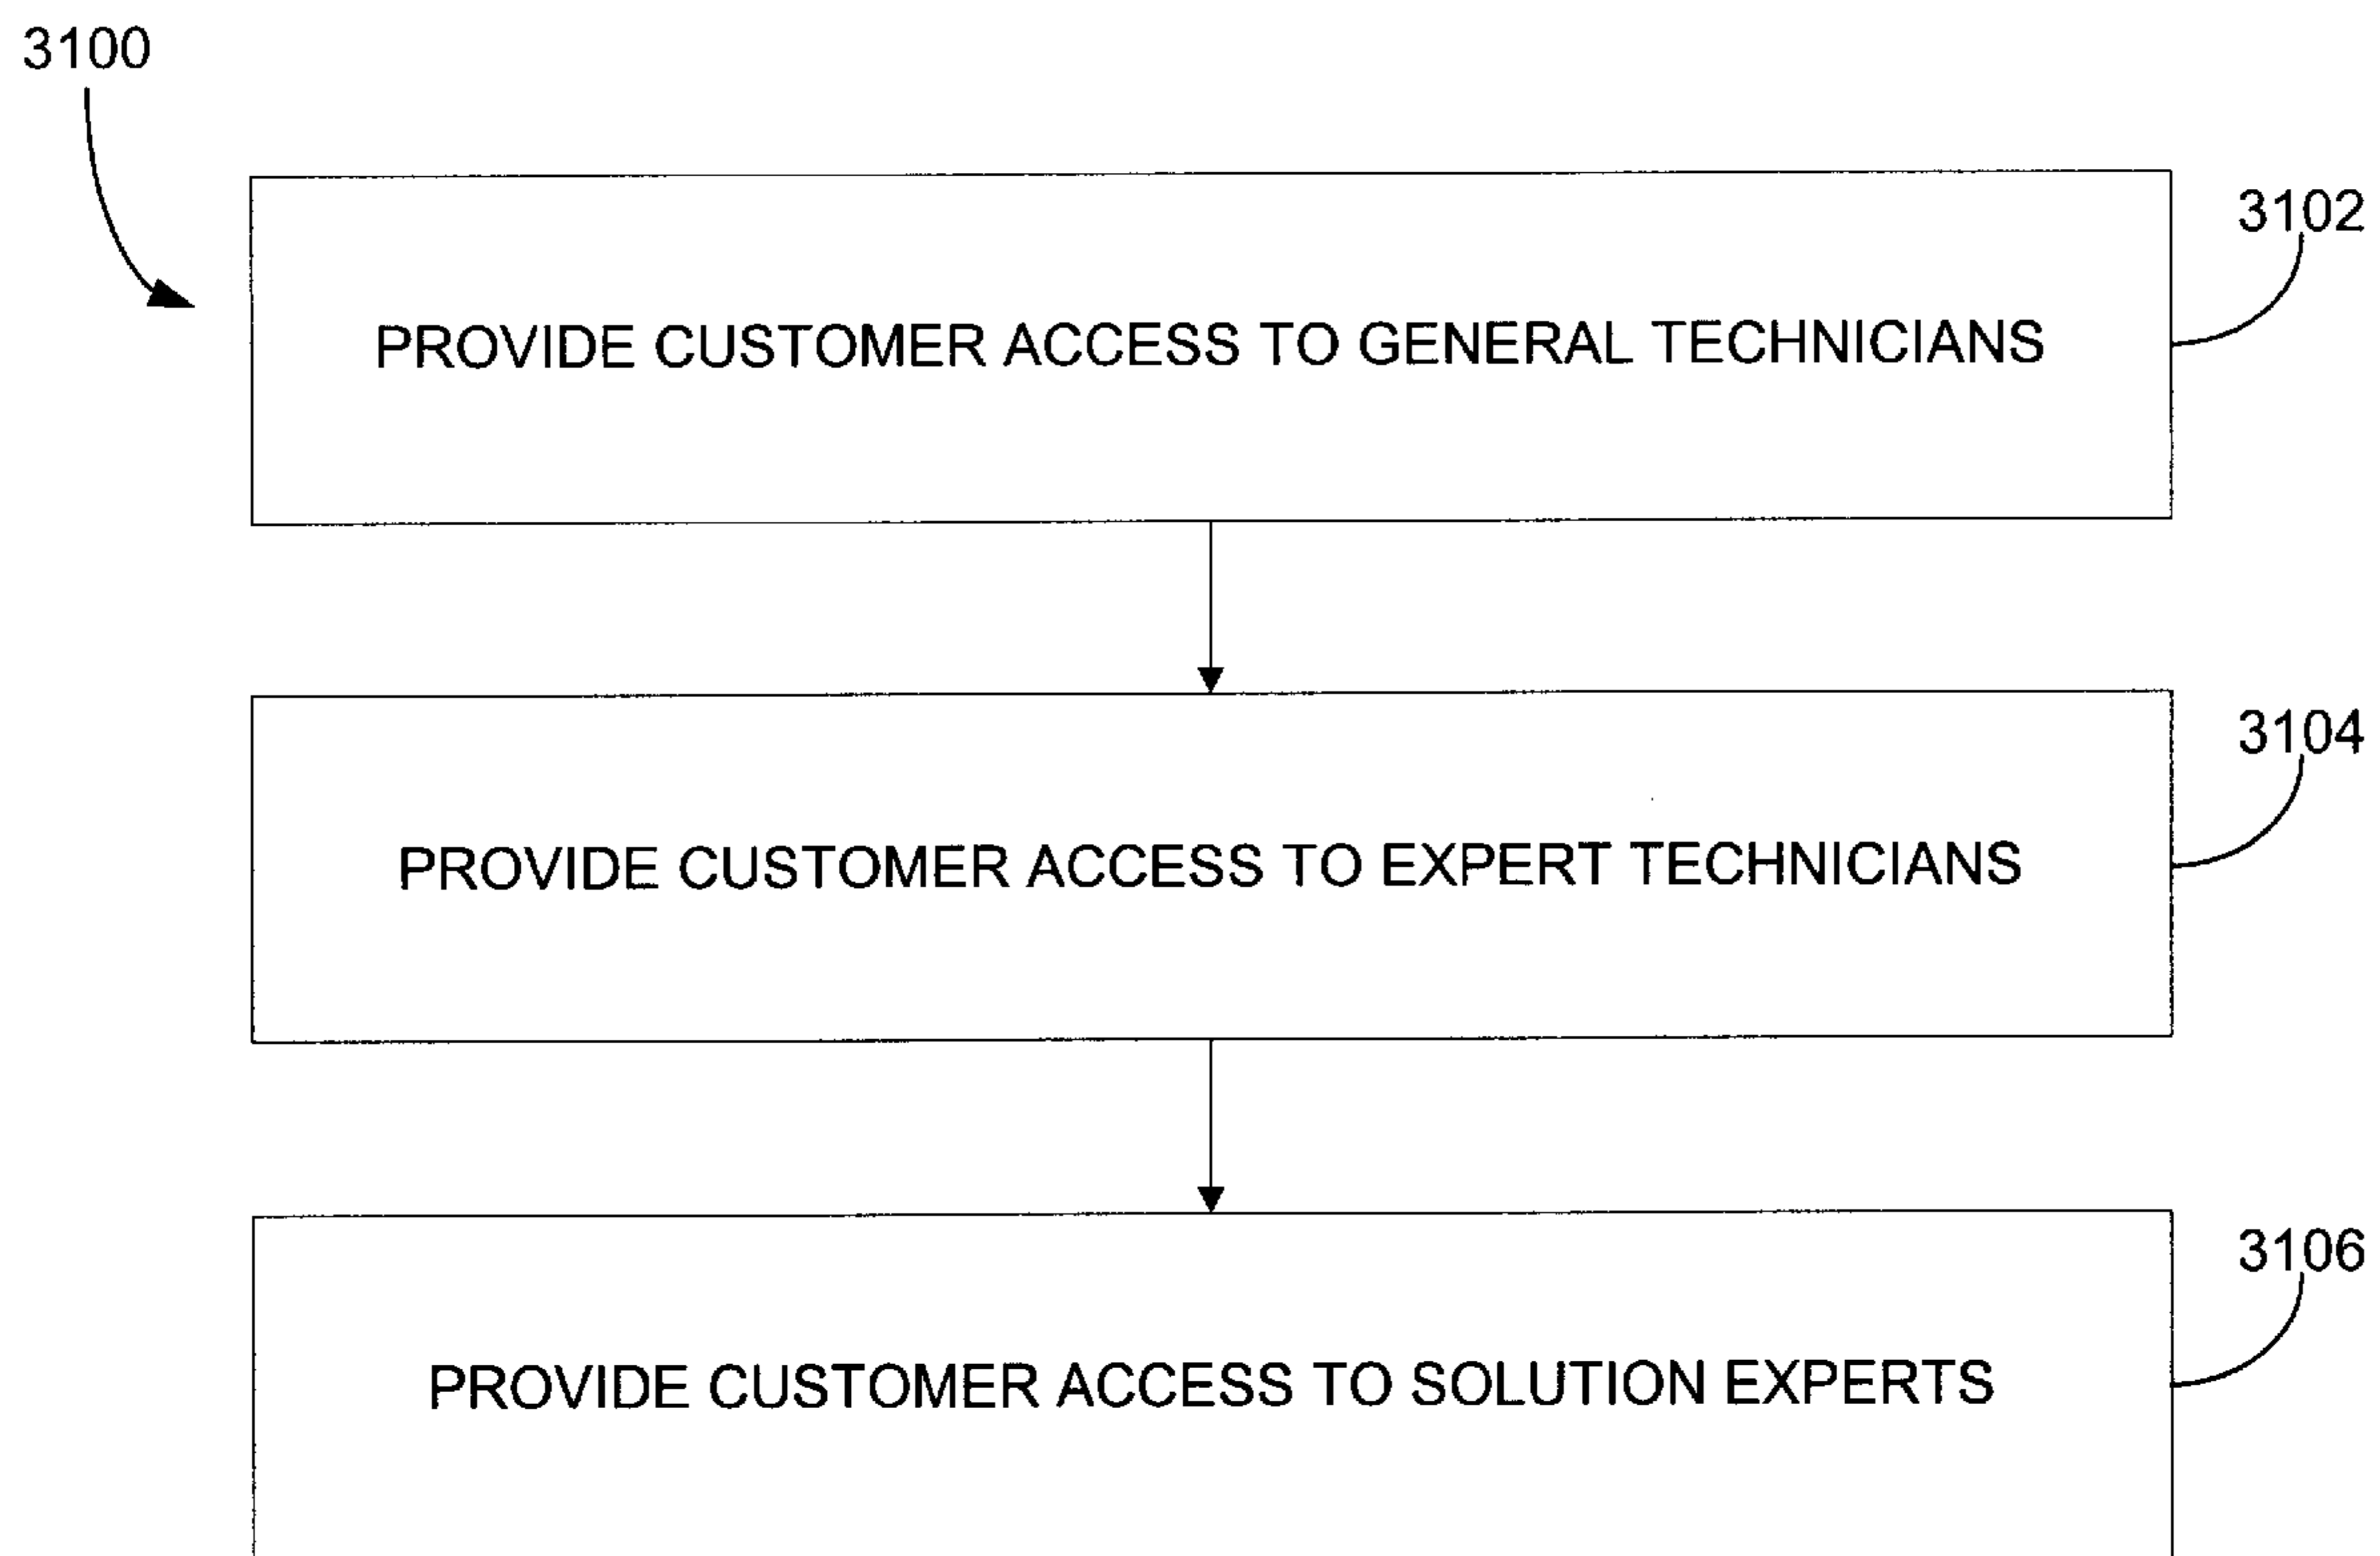 3100
3102
PROVIDE CUSTOMER ACCESS TO GENERAL TECHNICIANS
3104
PROVIDE CUSTOMER ACCESS TO EXPERT TECHNICIANS
3106
PROVIDE CUSTOMER ACCESS TO SOLUTION EXPERTS